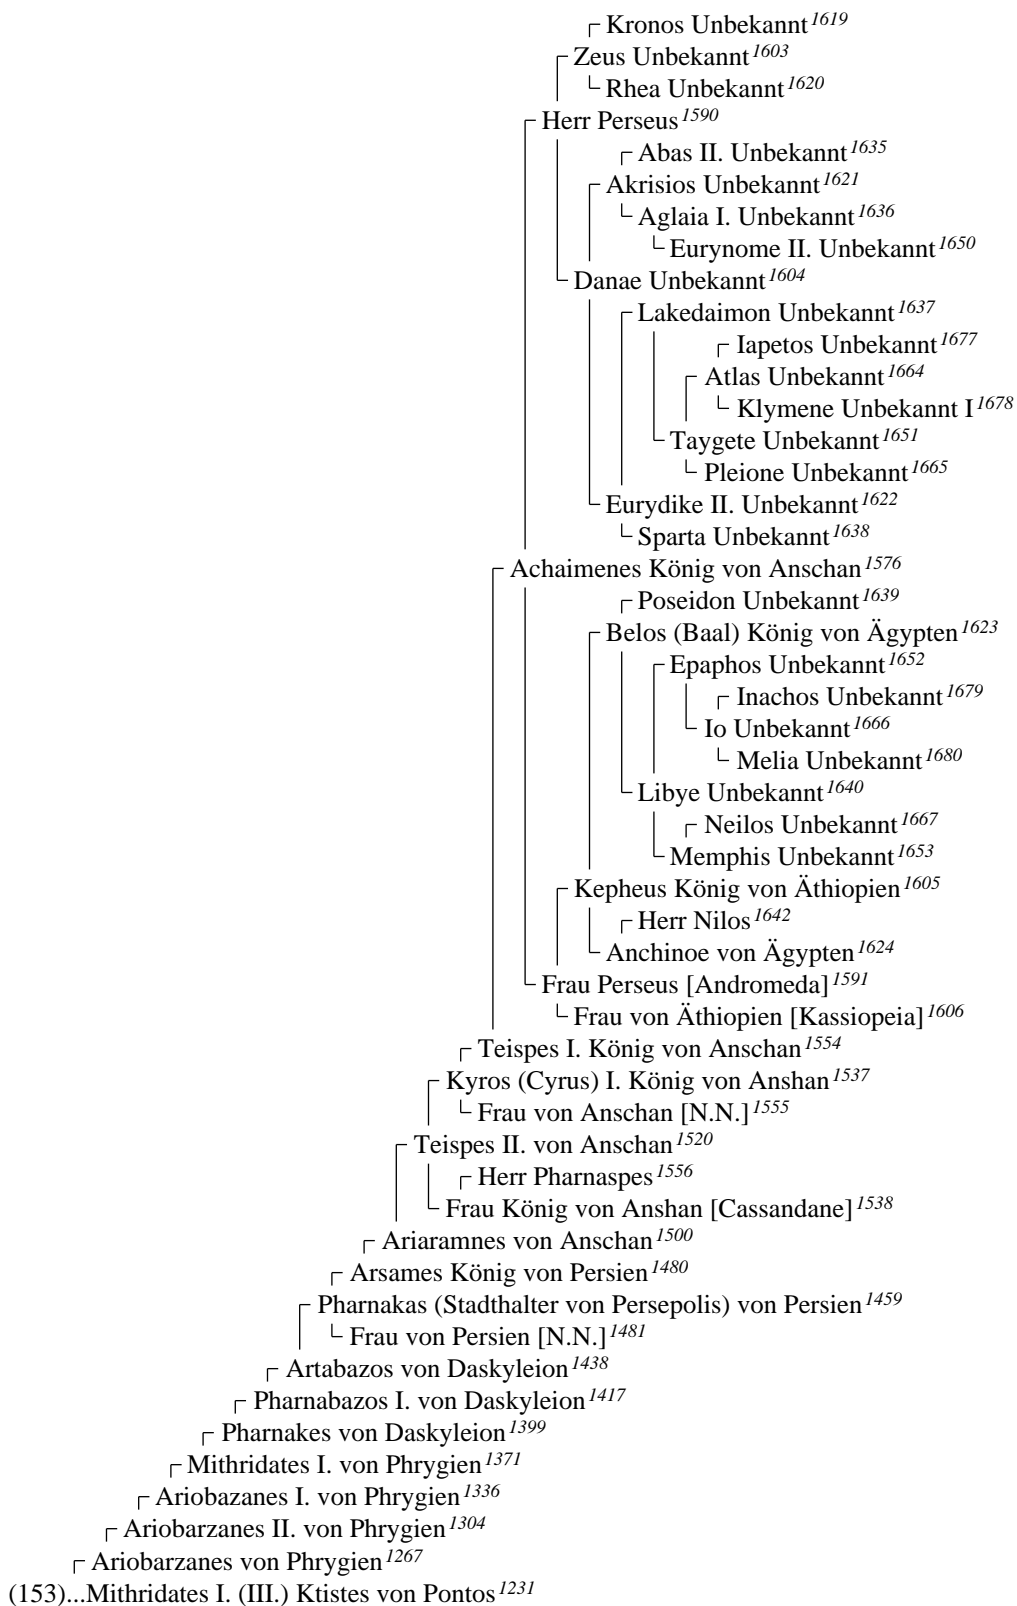 Kronos Unbekannt 1619
Zeus Unbekannt 1603
Rhea Unbekannt 1620
Herr Perseus 1590
Abas II. Unbekannt 1635
Akrisios Unbekannt 1621
Aglaia I. Unbekannt 1636
Eurynome II. Unbekannt 1650
Danae Unbekannt 1604
Lakedaimon Unbekannt 1637
Iapetos Unbekannt 1677
Atlas Unbekannt 1664
Klymene Unbekannt I 1678
Taygete Unbekannt 1651
Pleione Unbekannt 1665
Eurydike II. Unbekannt 1622
Sparta Unbekannt 1638
Achaimenes König von Anschan 1576
Poseidon Unbekannt 1639
Belos (Baal) König von Ägypten 1623
Epaphos Unbekannt 1652
Inachos Unbekannt 1679
Io Unbekannt 1666
Melia Unbekannt 1680
Libye Unbekannt 1640
Neilos Unbekannt 1667
Memphis Unbekannt 1653
Kepheus König von Äthiopien 1605
Herr Nilos 1642
Anchinoe von Ägypten 1624
Frau Perseus [Andromeda] 1591
Frau von Äthiopien [Kassiopeia] 1606
Teispes I. König von Anschan 1554
Kyros (Cyrus) I. König von Anshan 1537
Frau von Anschan [N.N.] 1555
Teispes II. von Anschan 1520
Herr Pharnaspes 1556
Frau König von Anshan [Cassandane] 1538
Ariaramnes von Anschan 1500
Arsames König von Persien 1480
Pharnakas (Stadthalter von Persepolis) von Persien 1459
Frau von Persien [N.N.] 1481
Artabazos von Daskyleion 1438
Pharnabazos I. von Daskyleion 1417
Pharnakes von Daskyleion 1399
Mithridates I. von Phrygien 1371
Ariobazanes I. von Phrygien 1336
Ariobarzanes II. von Phrygien 1304
Ariobarzanes von Phrygien 1267
(153)...Mithridates I. (III.) Ktistes von Pontos 1231